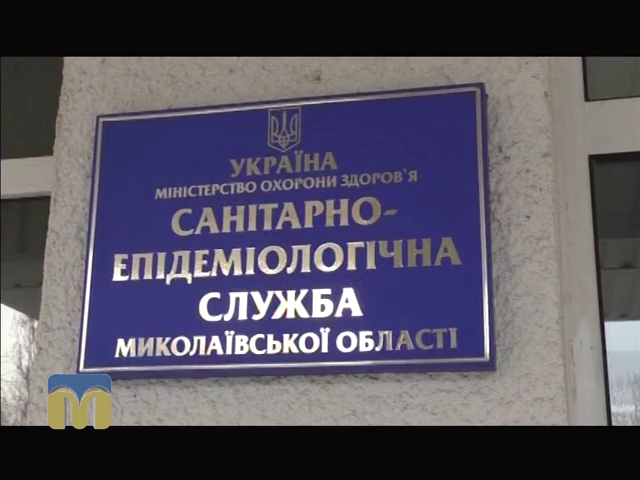 УКРАЇНА
МІНІСТЕРСТВО ОХОРОНИ ЗДОРОВ`Я
САНІТАРНО-
ЕПІДЕМІОЛОГІЧНА
СЛУЖБА
МИКОЛАЇВСЬКОЇ ОБЛАСТІ
М